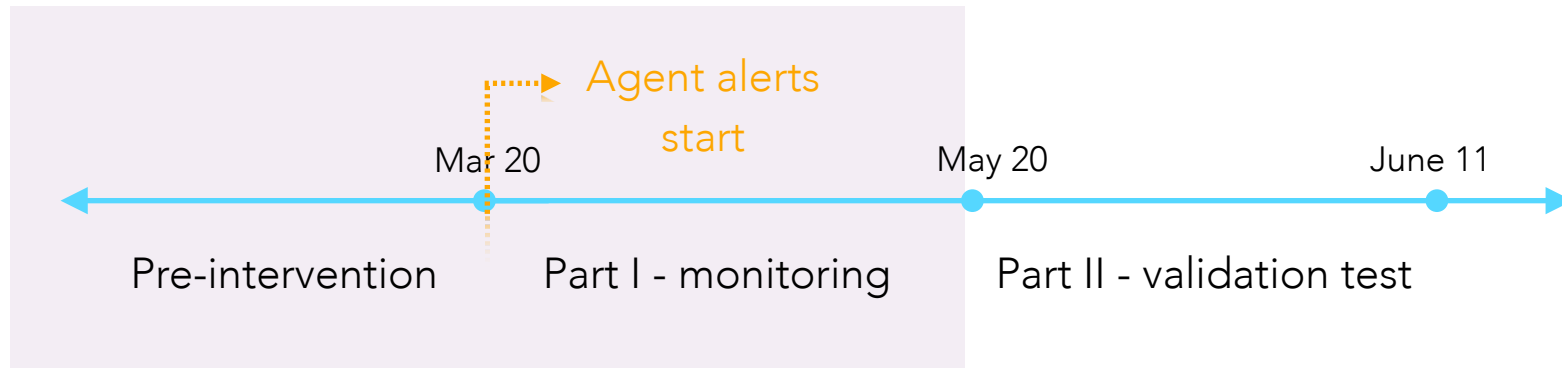 Agent alerts
start
Mar 20
May 20
June 11
Pre-intervention
Part I - monitoring
Part II - validation test